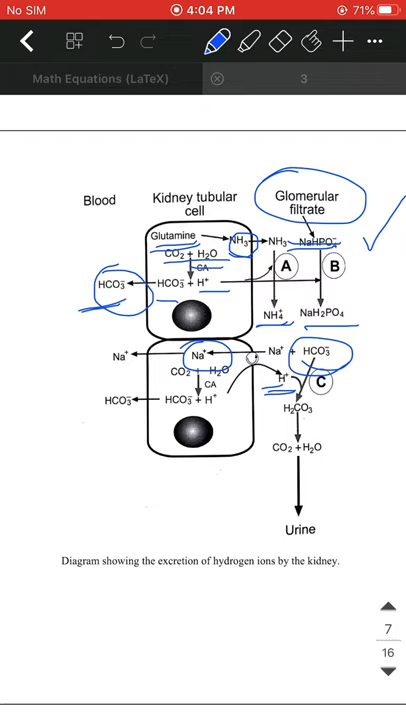 No SIM 4:04 PM 71%
Math Equations (LaTeX) 3
Blood Kidney tubular cell Glomerular filtrate
Glutamine NH₃ NH₃ NaHPO₄⁻
CO₂ + H₂O
CA A B
HCO₃⁻ HCO₃⁻ + H⁺
NH₄⁺ NaH₂PO₄
Na⁺ Na⁺ Na⁺ + HCO₃⁻
CO₂ + H₂O H⁺ C
CA
HCO₃⁻ HCO₃⁻ + H⁺ H₂CO₃
CO₂ + H₂O
Urine
Diagram showing the excretion of hydrogen ions by the kidney.
7
16